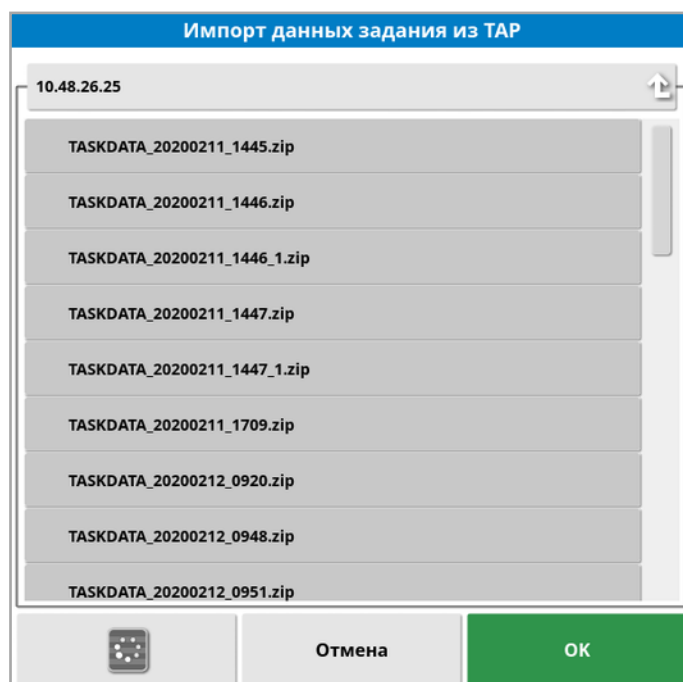 Импорт данных задания из TAP
10.48.26.25
TASKDATA_20200211_1445.zip
TASKDATA_20200211_1446.zip
TASKDATA_20200211_1446_1.zip
TASKDATA_20200211_1447.zip
TASKDATA_20200211_1447_1.zip
TASKDATA_20200211_1709.zip
TASKDATA_20200212_0920.zip
TASKDATA_20200212_0948.zip
TASKDATA_20200212_0951.zip
Отмена
OK